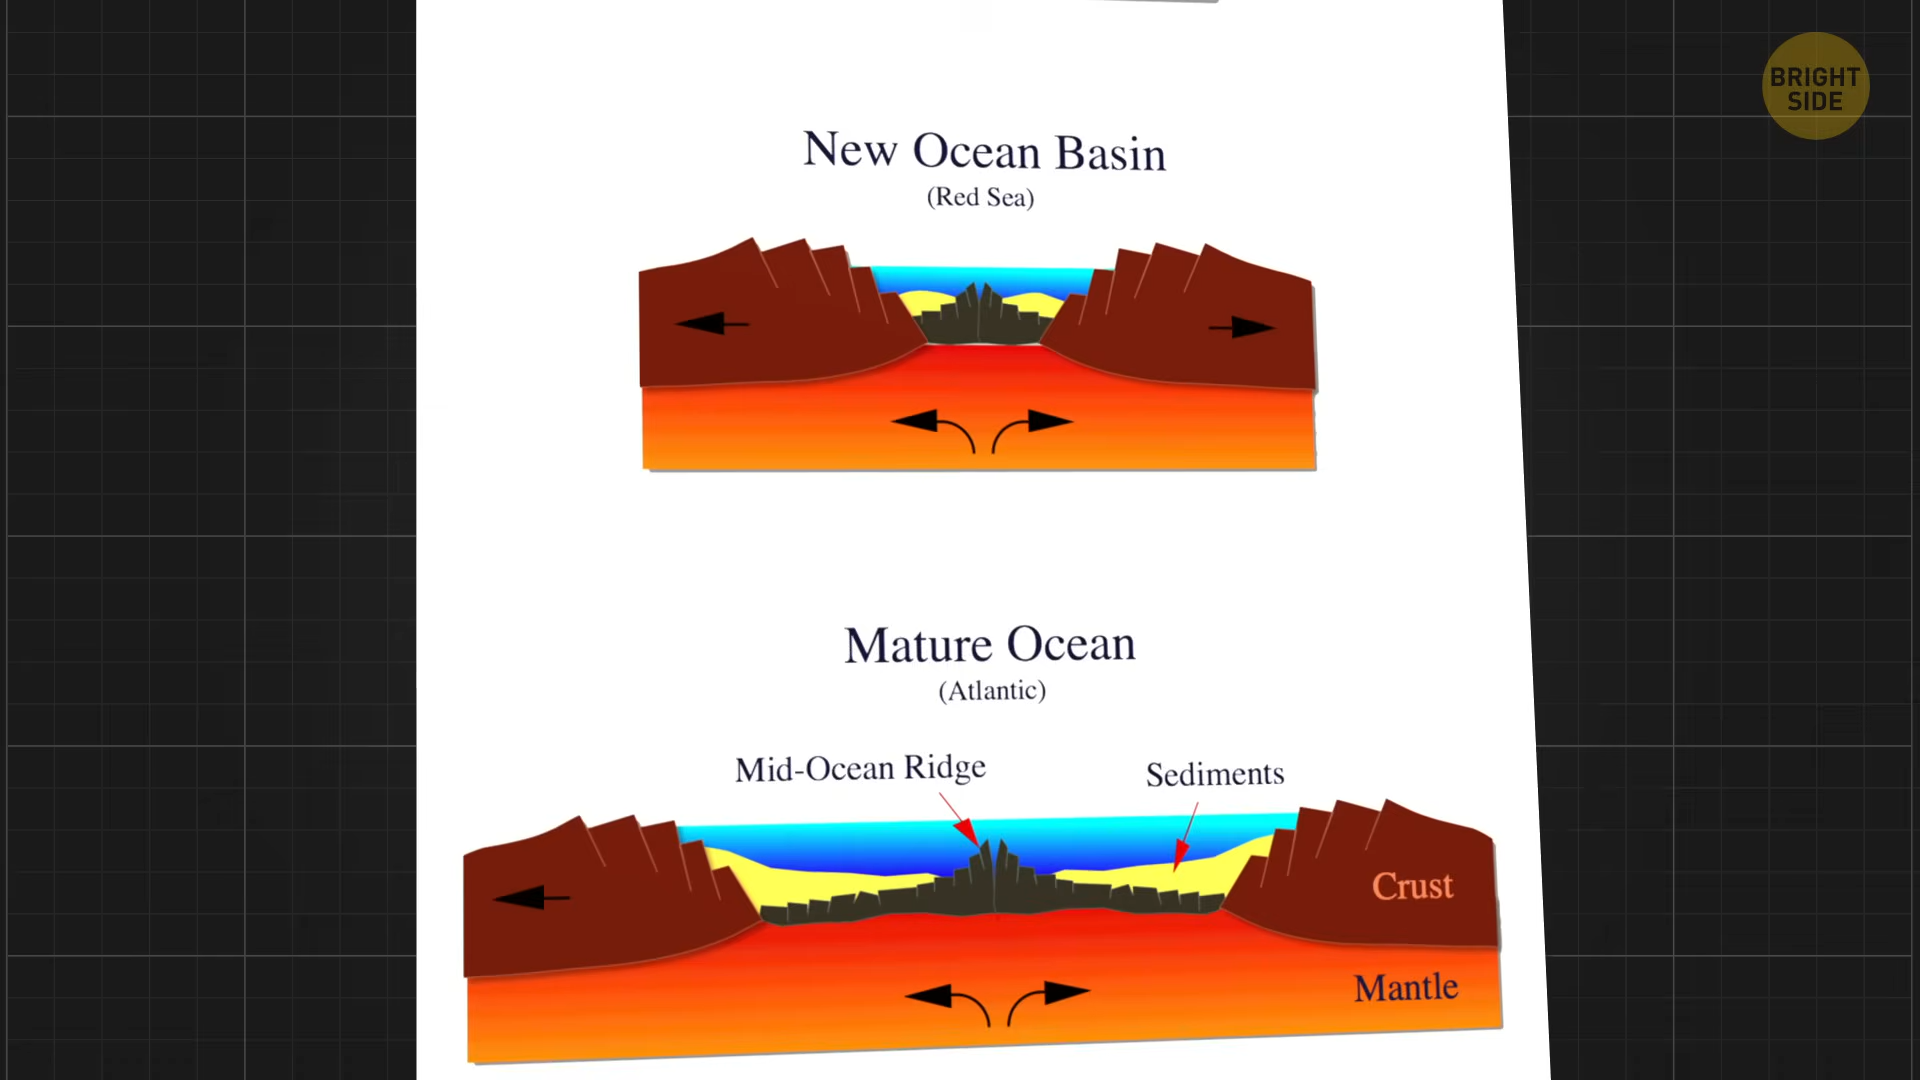 BRIGHT
SIDE
New Ocean Basin
(Red Sea)
Mature Ocean
(Atlantic)
Mid-Ocean Ridge
Sediments
Crust
Mantle